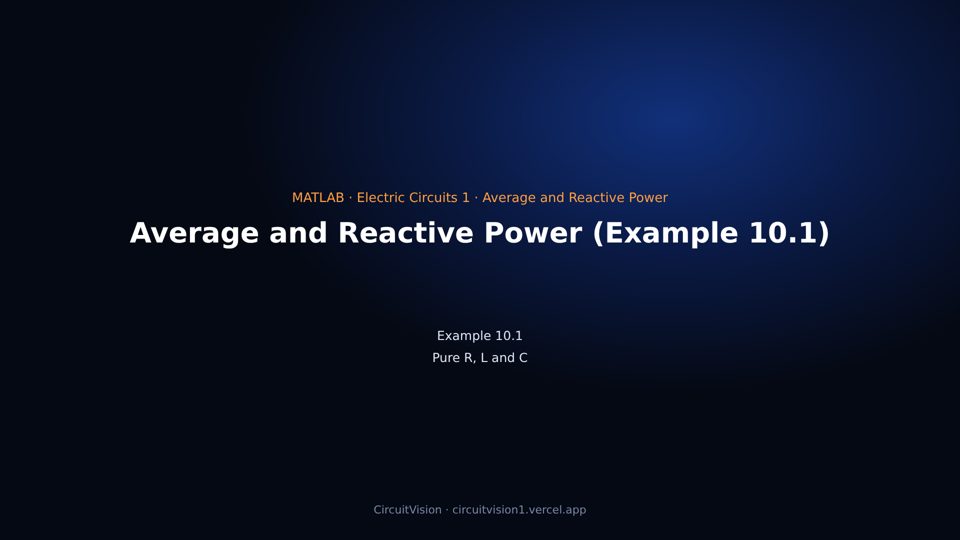 MATLAB · Electric Circuits 1 · Average and Reactive Power
Average and Reactive Power (Example 10.1)
Example 10.1
Pure R, L and C
CircuitVision · circuitvision1.vercel.app